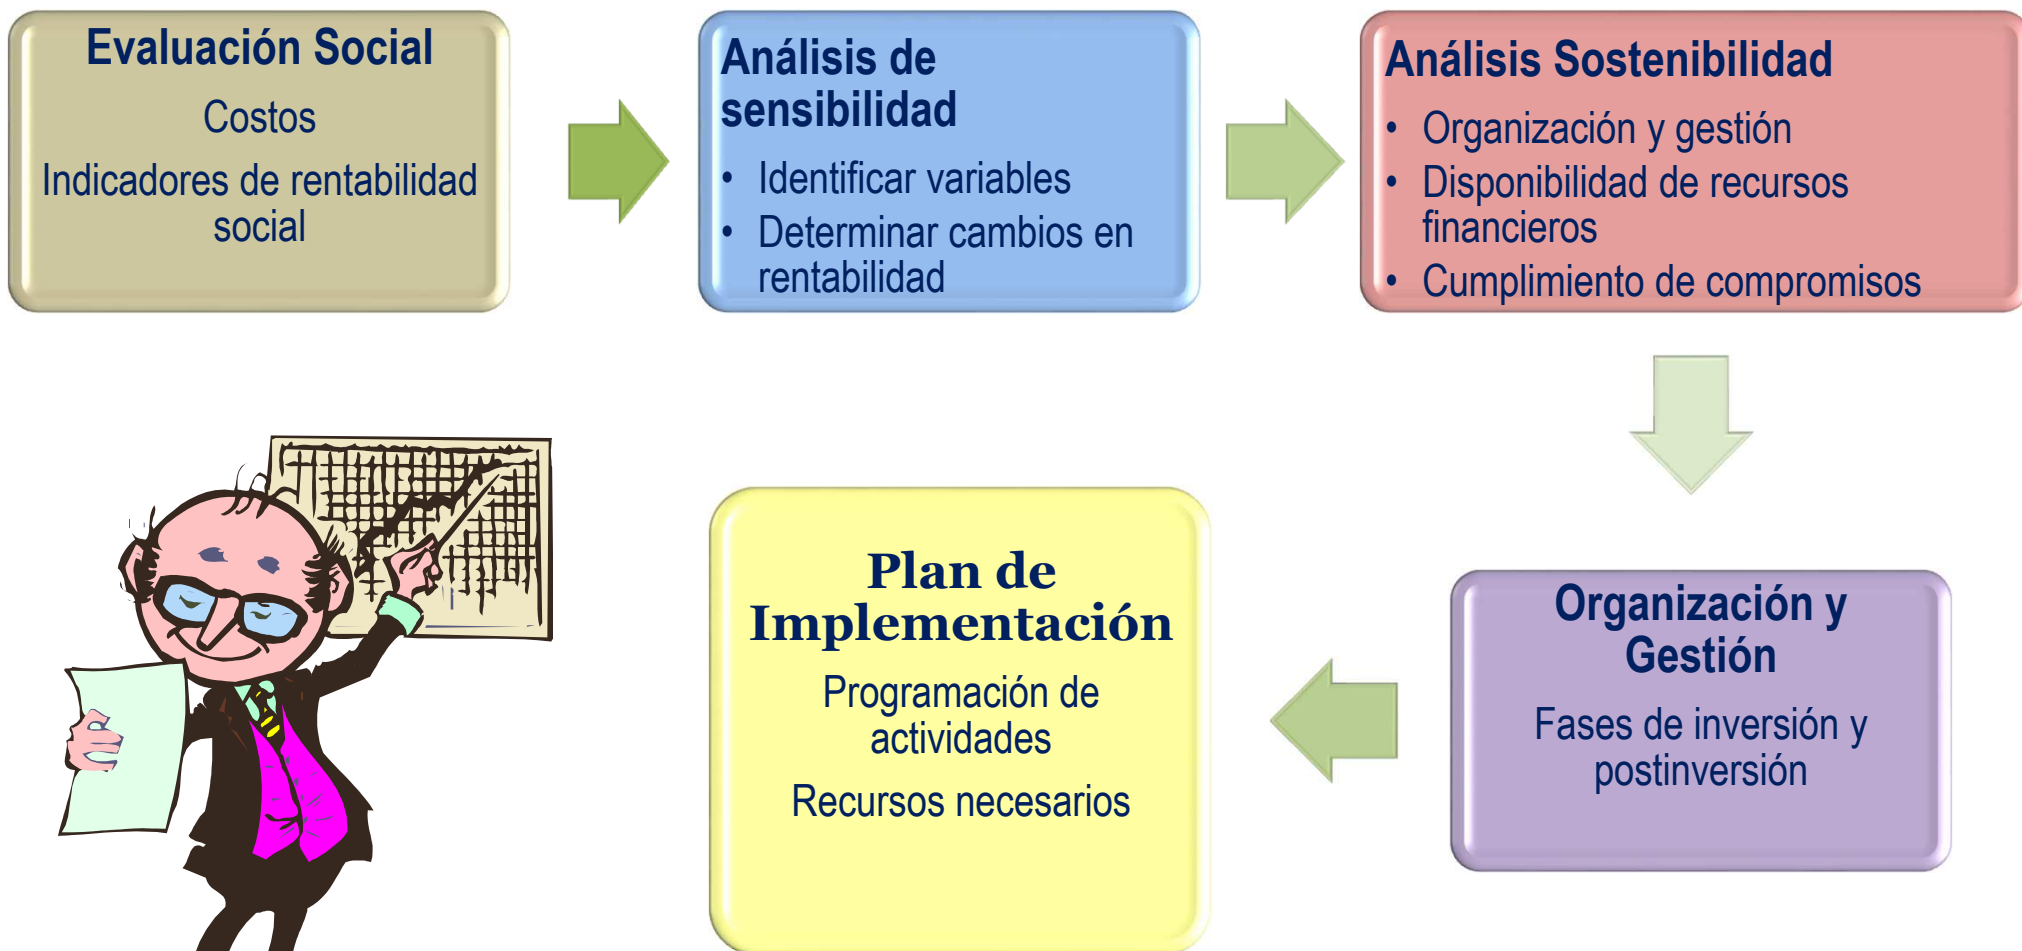 Evaluación Social
Costos
Indicadores de rentabilidad
social
Análisis de
sensibilidad
• Identificar variables
• Determinar cambios en
rentabilidad
Análisis Sostenibilidad
• Organización y gestión
• Disponibilidad de recursos
financieros
• Cumplimiento de compromisos
Organización y
Gestión
Fases de inversión y
postinversión
Plan de
Implementación
Programación de
actividades
Recursos necesarios